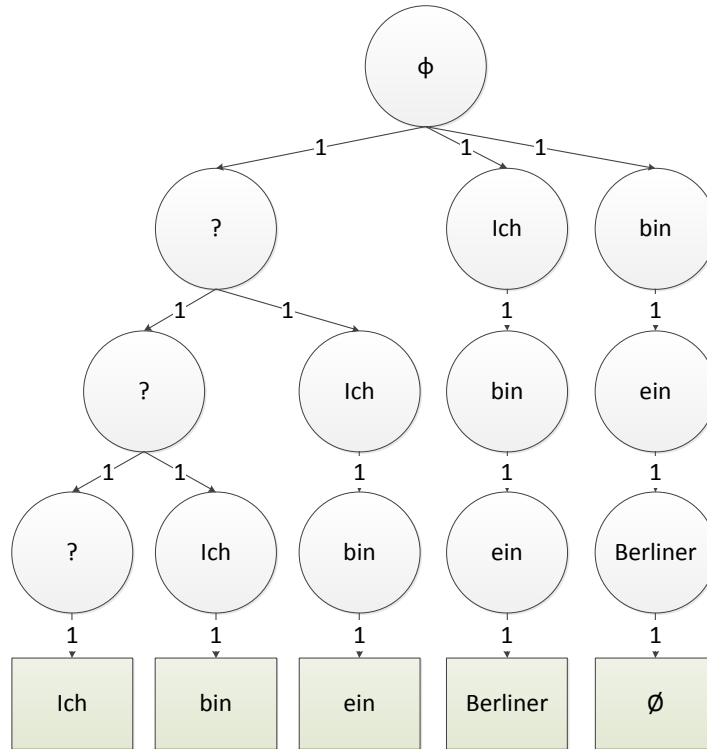 ϕ
1 1 1
? Ich bin
1 1 1 1
? Ich bin ein
1 1 1 1 1
? Ich bin ein Berliner
1 1 1 1 1
Ich bin ein Berliner Ø